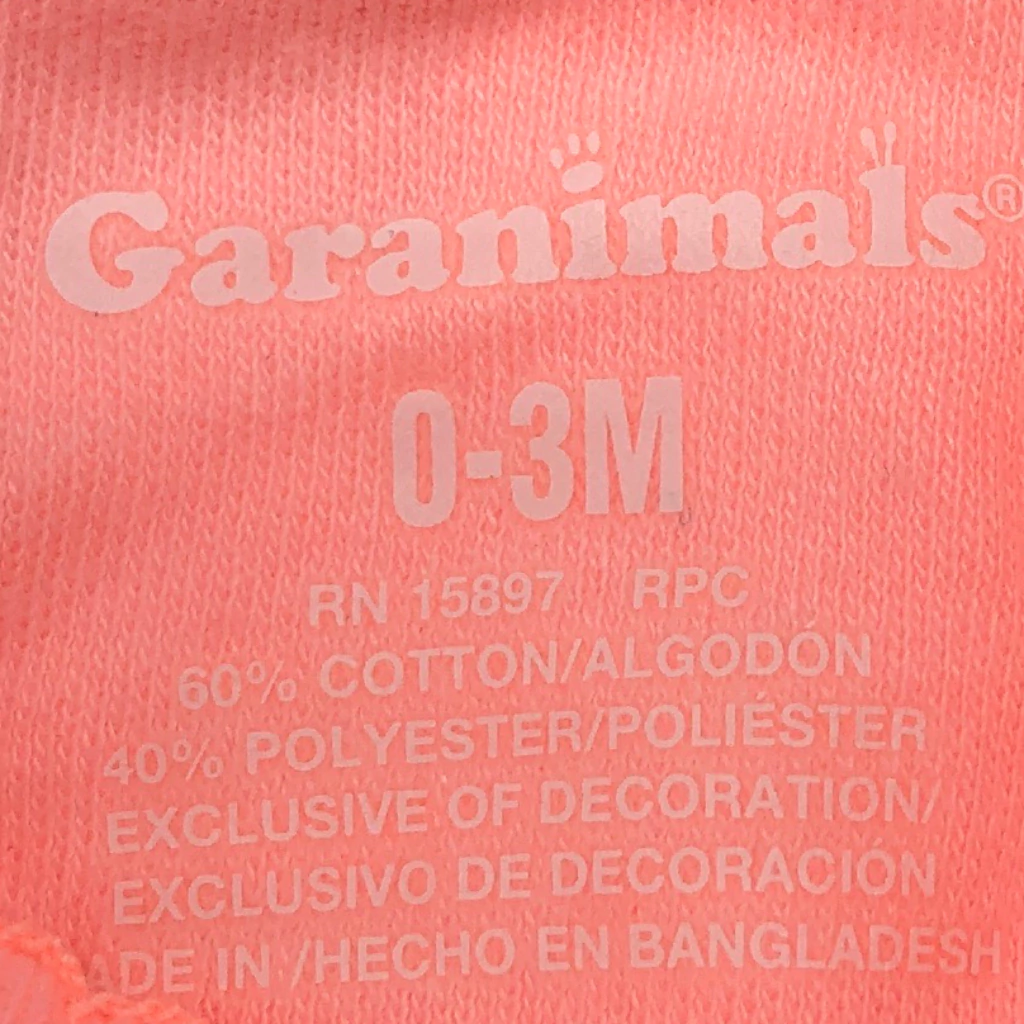 Garanimals®
0-3M
RN 15897 RPC
60% COTTON/ALGODÓN
40% POLYESTER/POLIÉSTER
EXCLUSIVE OF DECORATION/
EXCLUSIVO DE DECORACIÓN
ADE IN /HECHO EN BANGLADESH